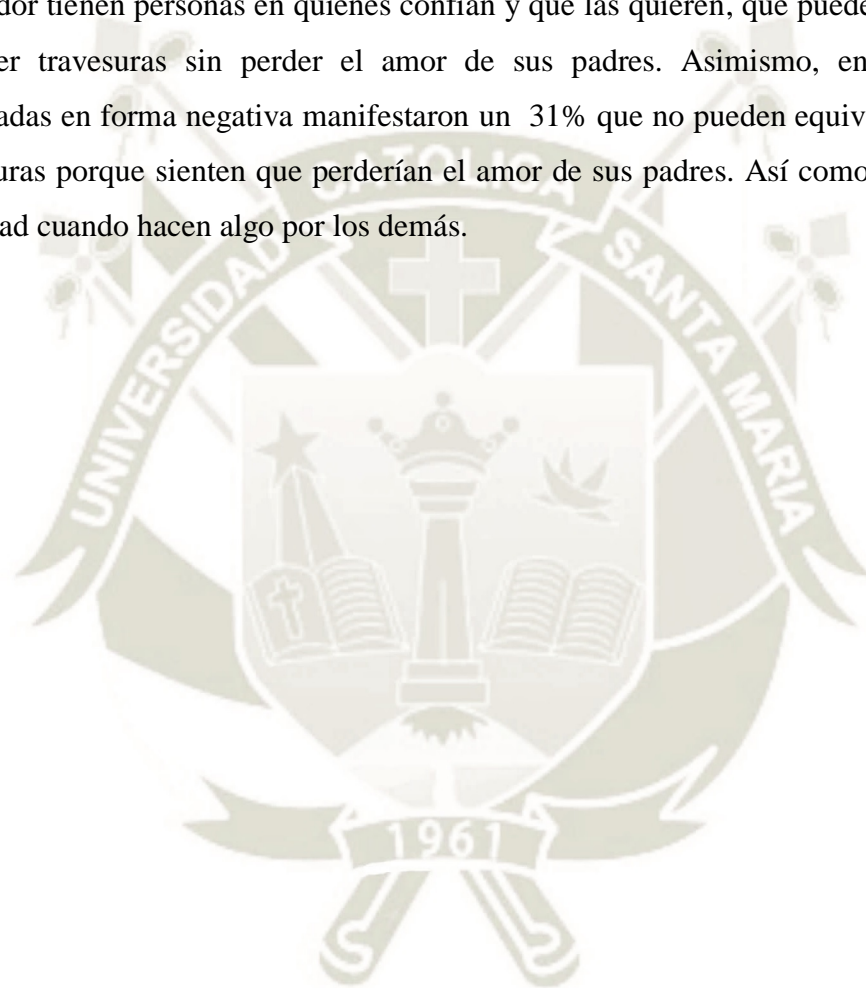 dor tienen personas en quienes confían y que las quieren, que puede
er travesuras sin perder el amor de sus padres. Asimismo, en
adas en forma negativa manifestaron un 31% que no pueden equiv
uras porque sienten que perderían el amor de sus padres. Así como
ad cuando hacen algo por los demás.
UNIVERSIDAD CATOLICA SANTA MARIA
1961